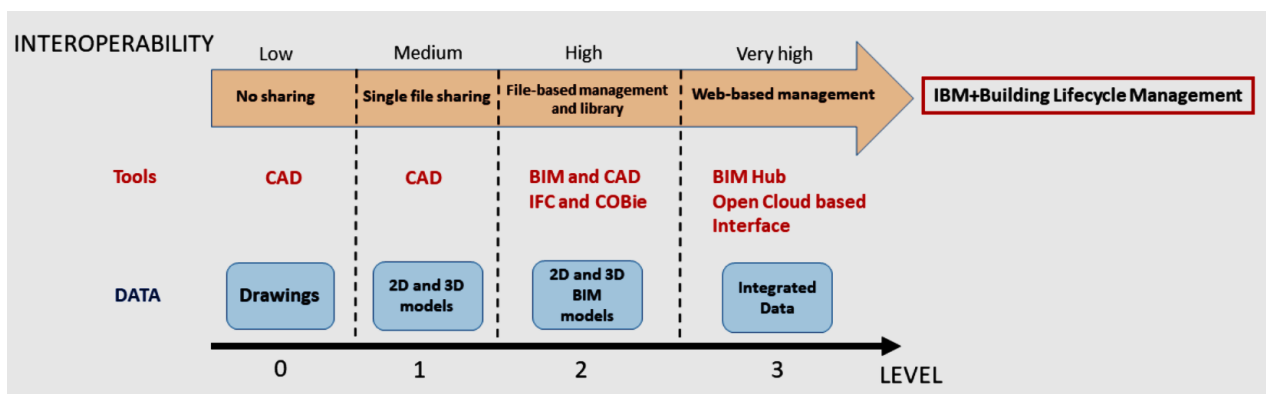 INTEROPERABILITY
Low
Medium
High
Very high
No sharing
Single file sharing
File-based management
and library
Web-based management
IBM+Building Lifecycle Management
Tools
CAD
CAD
BIM and CAD
IFC and COBie
BIM Hub
Open Cloud based
Interface
DATA
Drawings
2D and 3D
models
2D and 3D
BIM
models
Integrated
Data
0
1
2
3
LEVEL